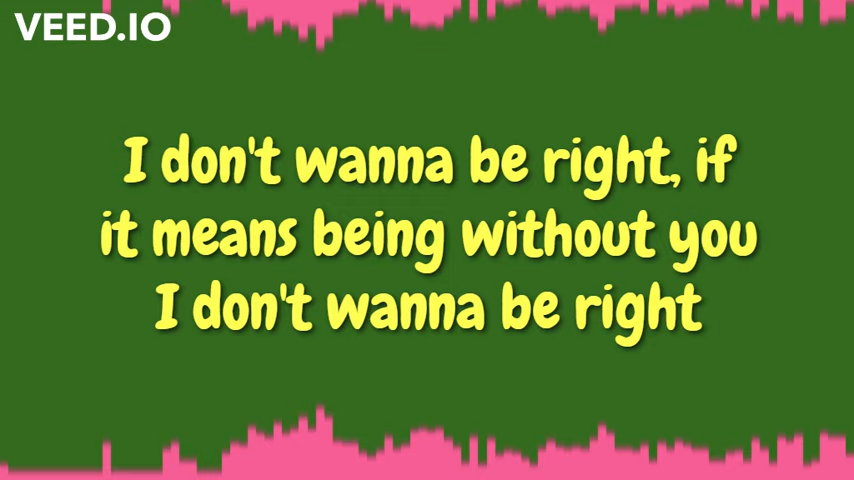 VEED.IO
I don't wanna be right, if
it means being without you
I don't wanna be right